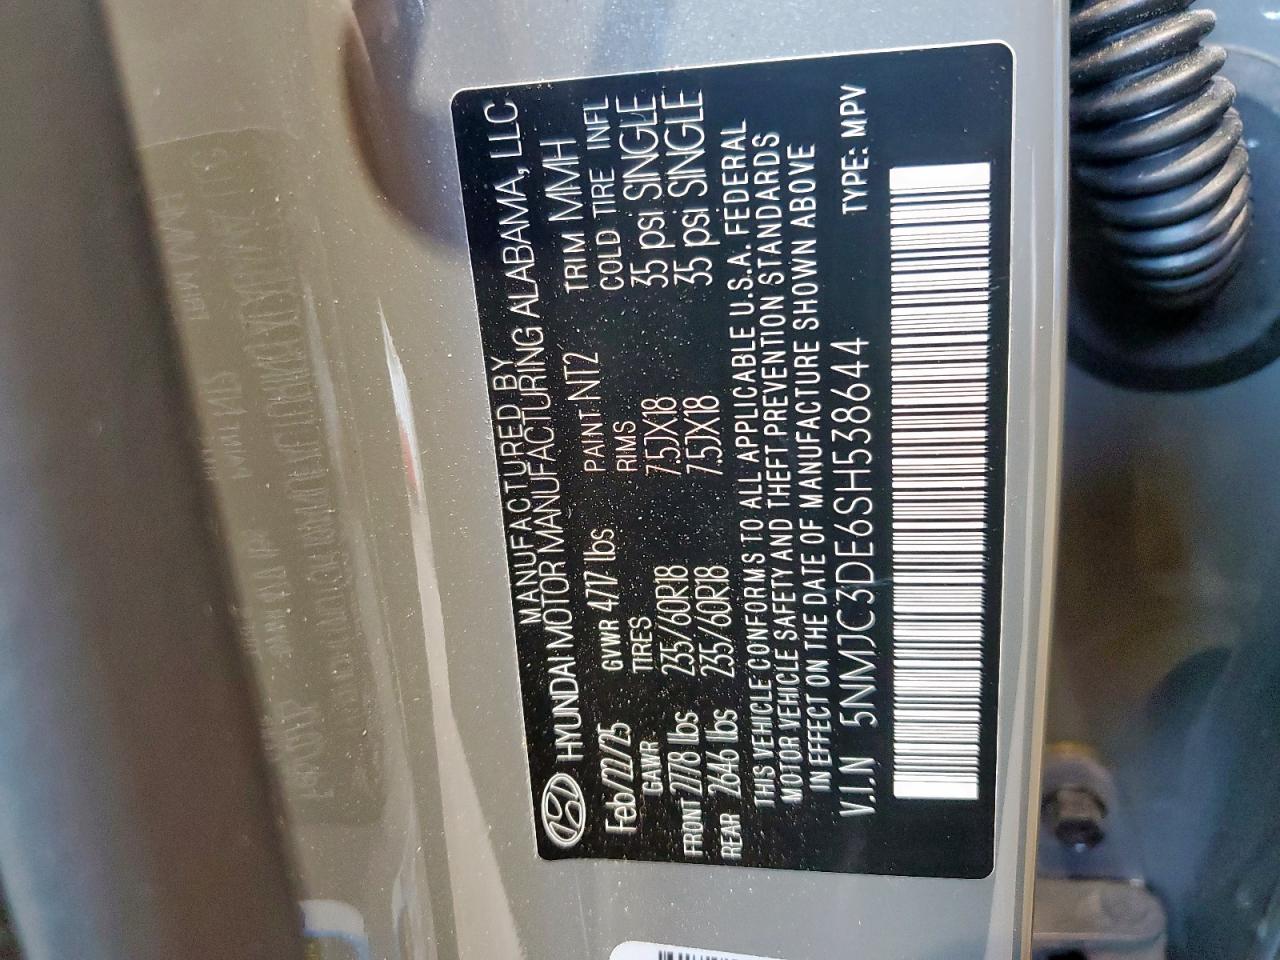 MANUFACTURED BY
HYUNDAI MOTOR MANUFACTURING ALABAMA, LLC
Feb/22/25 GVWR 4717 lbs PAINT NT2 TRIM MMH
GAWR TIRES RIMS COLD TIRE INFL
FRONT 2778 lbs 235/60R18 7.5JX18 35 psi SINGLE
REAR 2646 lbs 235/60R18 7.5JX18 35 psi SINGLE
THIS VEHICLE CONFORMS TO ALL APPLICABLE U.S.A. FEDERAL
MOTOR VEHICLE SAFETY AND THEFT PREVENTION STANDARDS
IN EFFECT ON THE DATE OF MANUFACTURE SHOWN ABOVE
V.I.N 5NMJC3DE6SH538644 TYPE: MPV